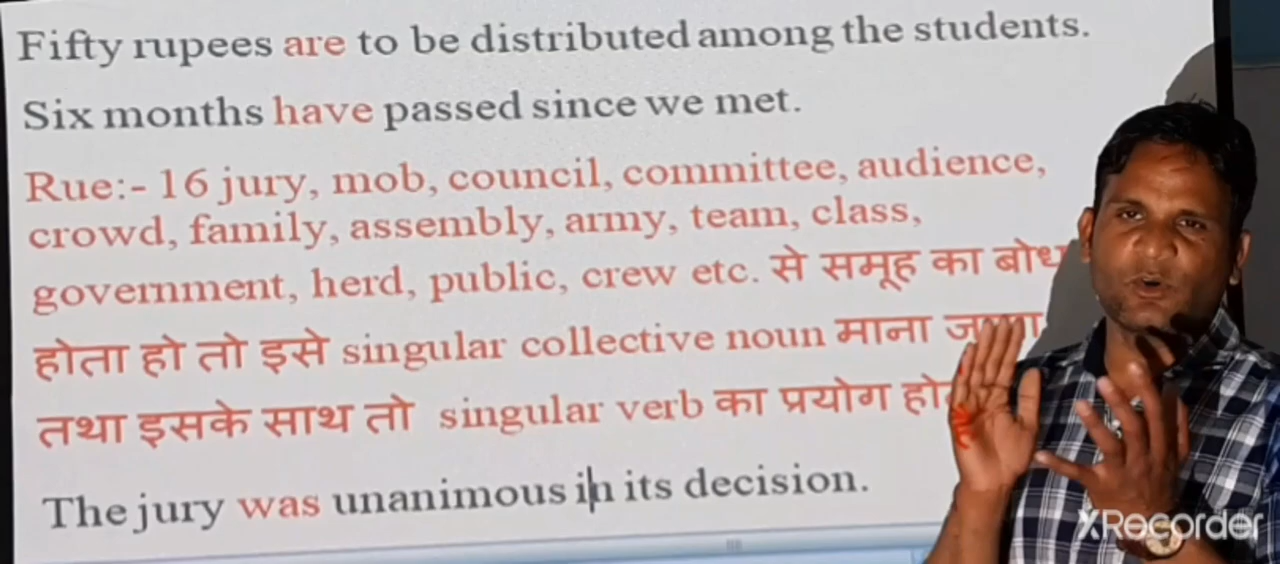 Fifty rupees are to be distributed among the students.
Six months have passed since we met.
Rue:- 16 jury, mob, council, committee, audience,
crowd, family, assembly, army, team, class,
government, herd, public, crew etc. से समूह का बोध
होता हो तो इसे singular collective noun माना
तथा इसके साथ तो singular verb का प्रयोग
The jury was unanimous in its decision.
XRecorder